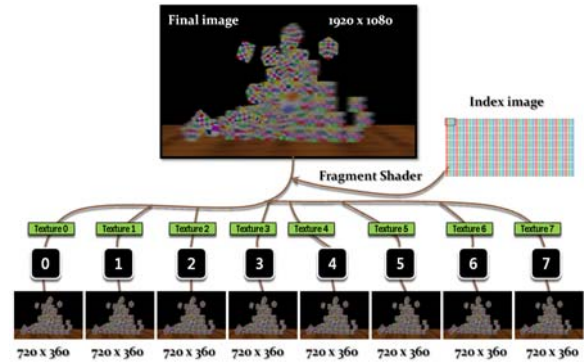 Final image 1920 x 1080
Index image
Fragment Shader
Texture 0 Texture 1 Texture 2 Texture 3 Texture 4 Texture 5 Texture 6 Texture 7
0 1 2 3 4 5 6 7
720 x 360 720 x 360 720 x 360 720 x 360 720 x 360 720 x 360 720 x 360 720 x 360